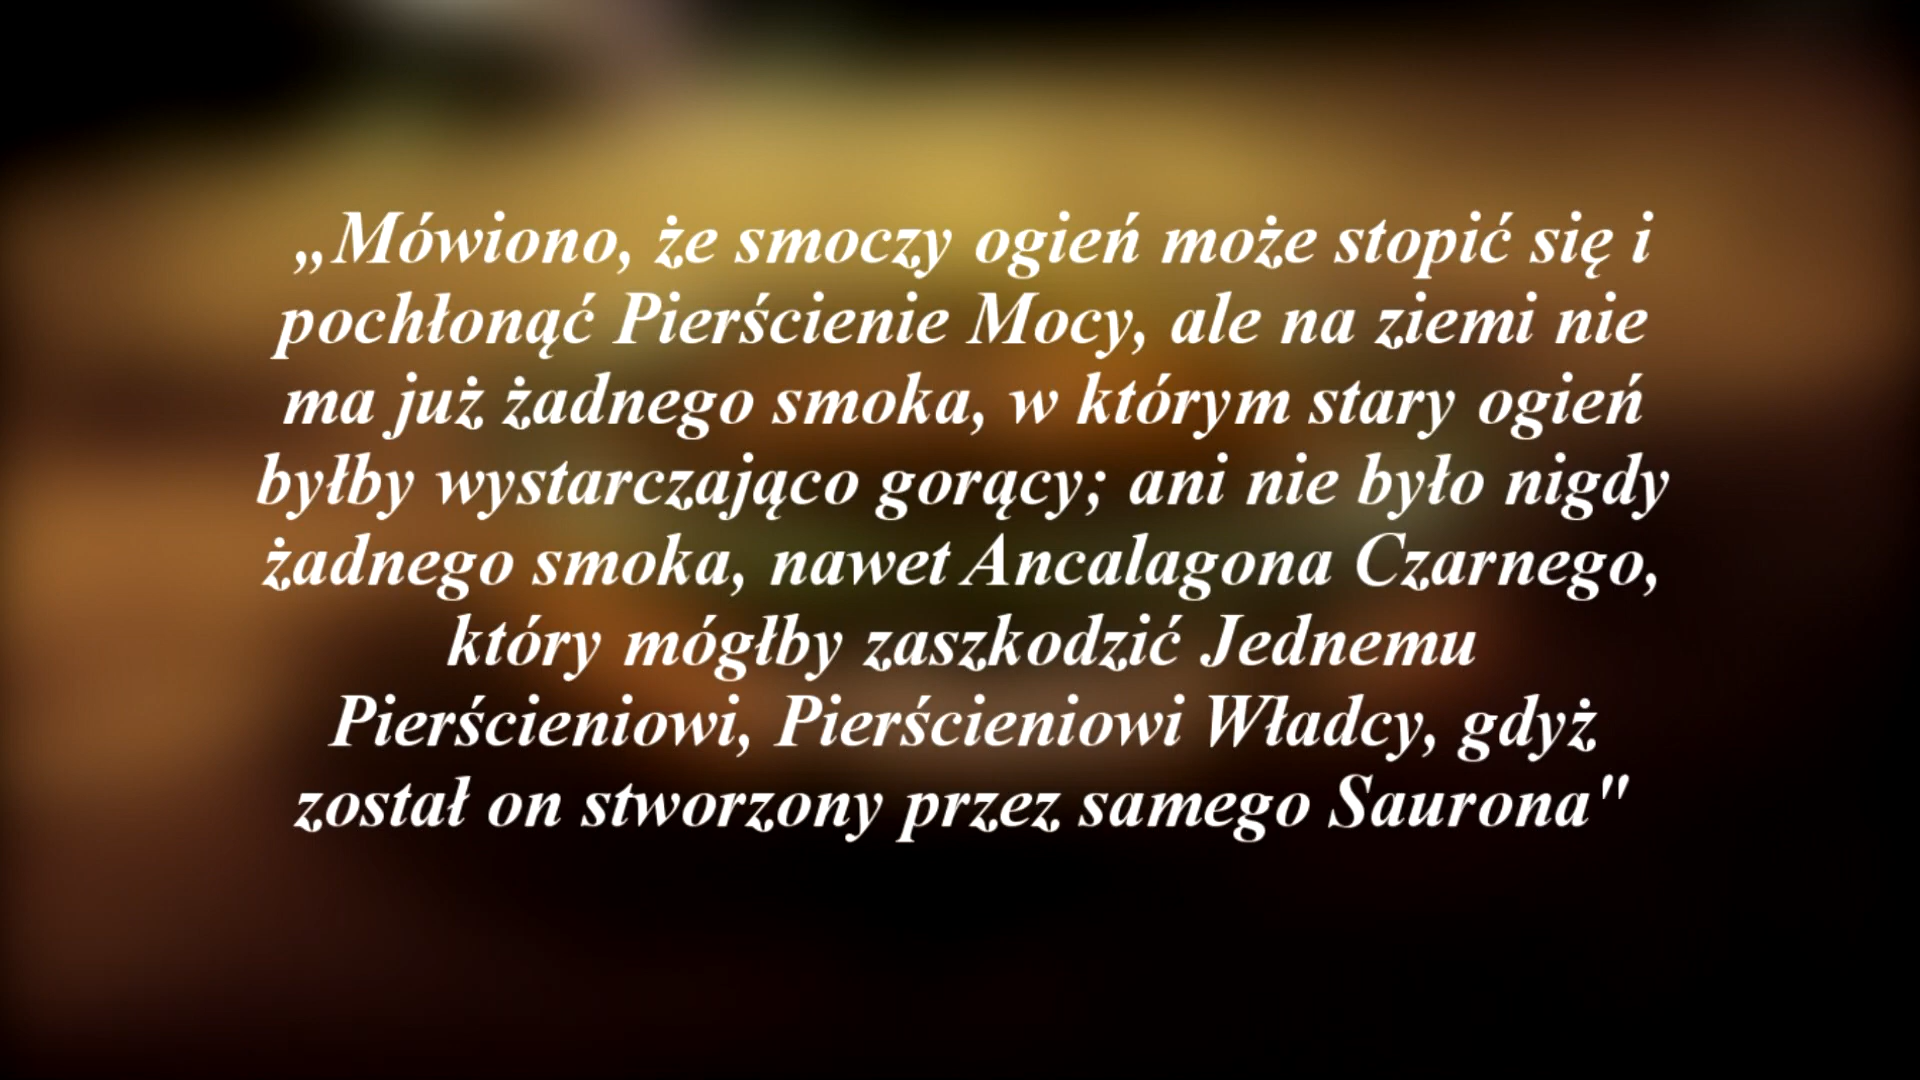 „Mówiono, że smoczy ogień może stopić się i
pochłonąć Pierścienie Mocy, ale na ziemi nie
ma już żadnego smoka, w którym stary ogień
byłby wystarczająco gorący; ani nie było nigdy
żadnego smoka, nawet Ancalagona Czarnego,
który mógłby zaszkodzić Jednemu
Pierścieniowi, Pierścieniowi Władcy, gdyż
został on stworzony przez samego Saurona"